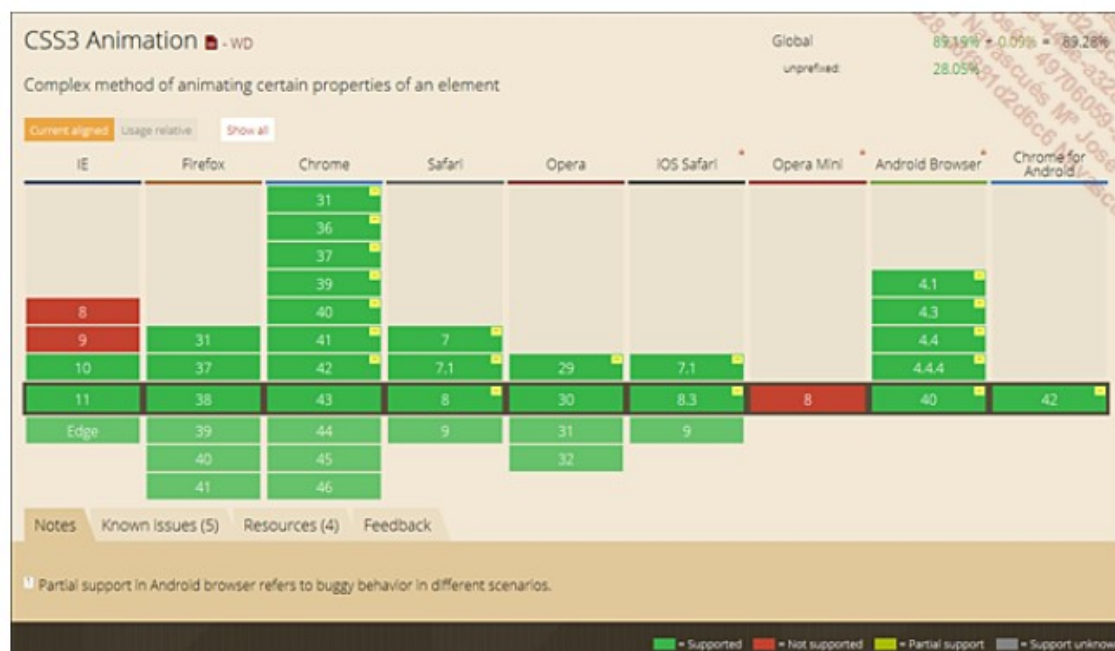 CSS3 Animation - WD
Global 89.19% + 0.09% = 89.28%
unprefixed: 28.05%
Complex method of animating certain properties of an element
Current aligned Usage relative Show all
IE Firefox Chrome Safari Opera iOS Safari * Opera Mini * Android Browser * Chrome for Android
31
36
37
39 4.1
8 40 4.3
9 31 41 7 4.4
10 37 42 7.1 29 7.1 4.4.4
11 38 43 8 30 8.3 8 40 42
Edge 39 44 9 31 9
40 45 32
41 46
Notes Known issues (5) Resources (4) Feedback
Partial support in Android browser refers to buggy behavior in different scenarios.
= Supported = Not supported = Partial support = Support unknow